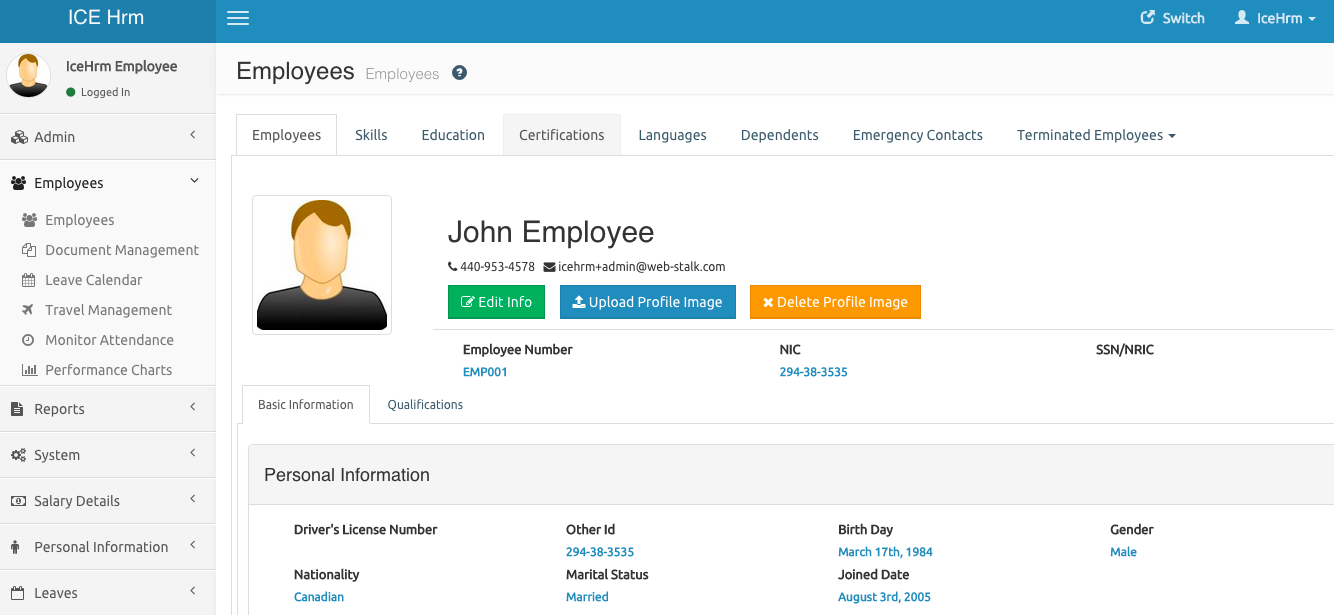 ICE Hrm
Switch
IceHrm
IceHrm Employee
Logged In
Admin
Employees
Employees
Document Management
Leave Calendar
Travel Management
Monitor Attendance
Performance Charts
Reports
System
Salary Details
Personal Information
Leaves
Employees Employees ?
Employees Skills Education Certifications Languages Dependents Emergency Contacts Terminated Employees
John Employee
440-953-4578 icehrm+admin@web-stalk.com
Edit Info Upload Profile Image Delete Profile Image
Employee Number NIC SSN/NRIC
EMP001 294-38-3535
Basic Information Qualifications
Personal Information
Driver's License Number Other Id Birth Day Gender
294-38-3535 March 17th, 1984 Male
Nationality Marital Status Joined Date
Canadian Married August 3rd, 2005